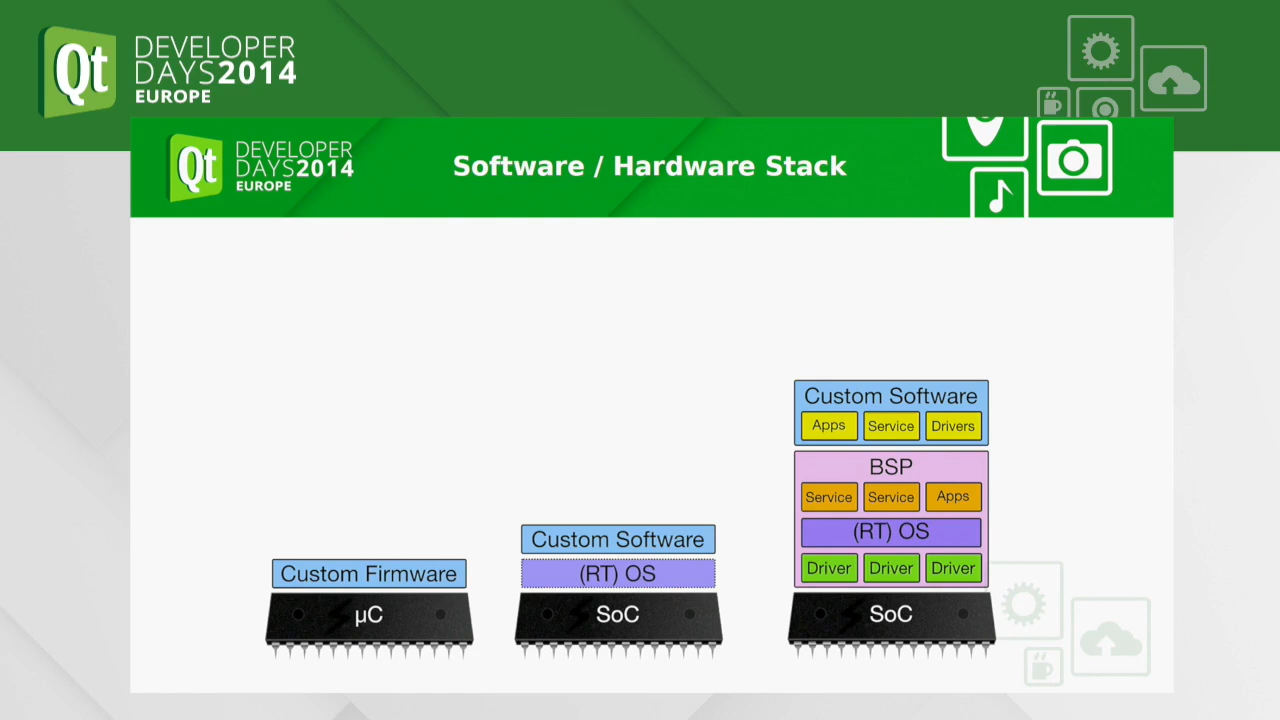 Qt
DEVELOPER
DAYS2014
EUROPE
Qt
DEVELOPER
DAYS2014
EUROPE
Software / Hardware Stack
Custom Firmware
µC
Custom Software
(RT) OS
SoC
Custom Software
Apps Service Drivers
BSP
Service Service Apps
(RT) OS
Driver Driver Driver
SoC